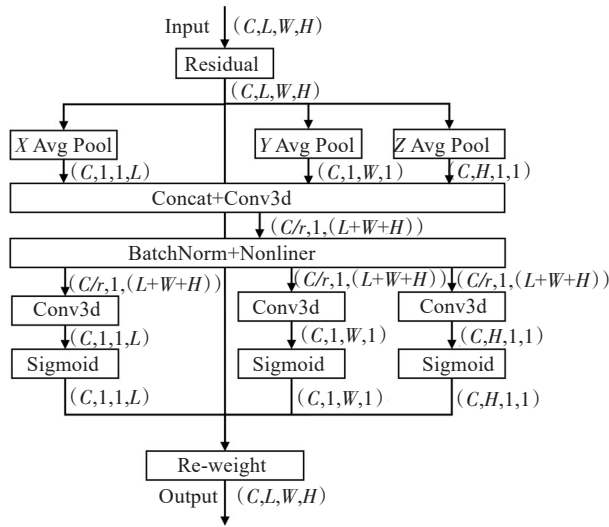 Input (C,L,W,H)
Residual
(C,L,W,H)
X Avg Pool Y Avg Pool Z Avg Pool
(C,1,1,L) (C,1,W,1) (C,H,1,1)
Concat+Conv3d
(C/r,1,(L+W+H))
BatchNorm+Nonliner
(C/r,1,(L+W+H)) (C/r,1,(L+W+H)) (C/r,1,(L+W+H))
Conv3d Conv3d Conv3d
(C,1,1,L) (C,1,W,1) (C,H,1,1)
Sigmoid Sigmoid Sigmoid
(C,1,1,L) (C,1,W,1) (C,H,1,1)
Re-weight
Output (C,L,W,H)